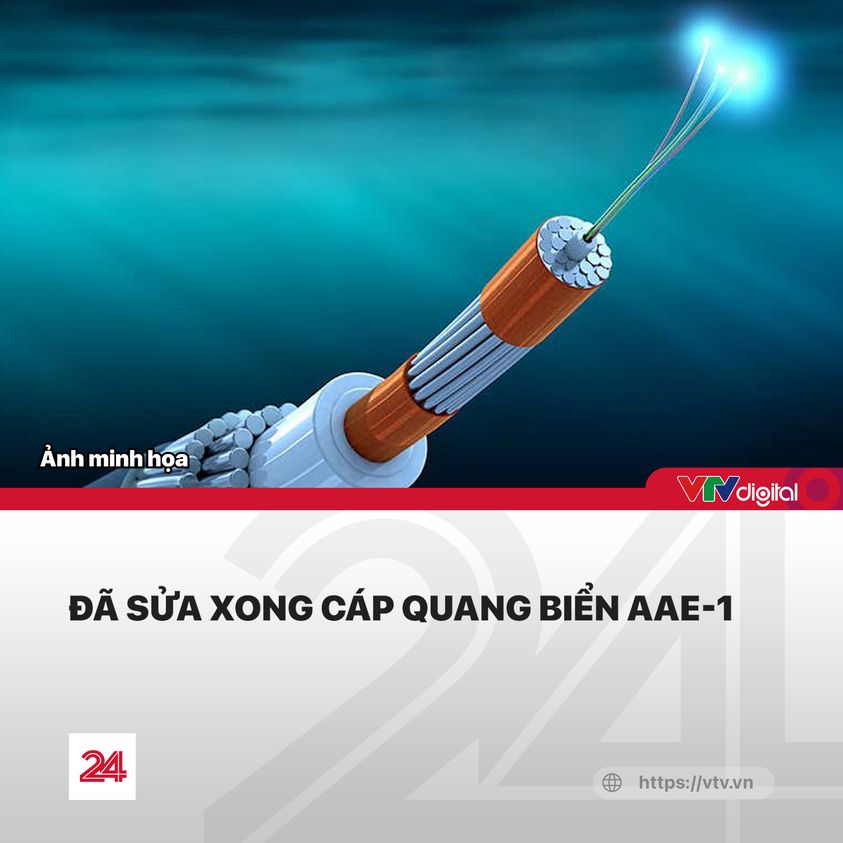 Ảnh minh họa
VTVdigital
ĐÃ SỬA XONG CÁP QUANG BIỂN AAE-1
24
https://vtv.vn